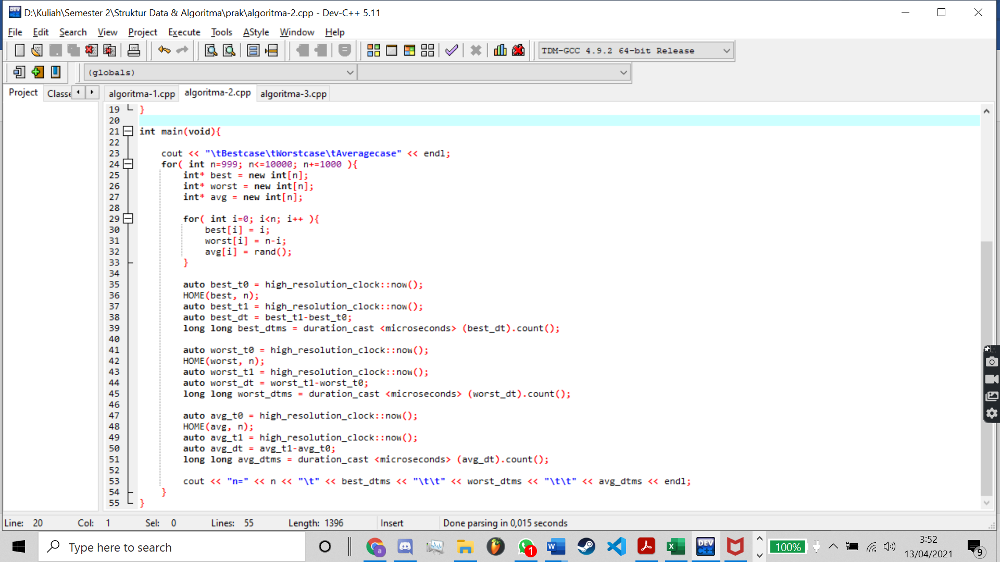 D:\Kuliah\Semester 2\Struktur Data & Algoritma\prak\algoritma-2.cpp - Dev-C++ 5.11
File Edit Search View Project Execute Tools AStyle Window Help
TDM-GCC 4.9.2 64-bit Release
(globals)
Project Classe algoritma-1.cpp algoritma-2.cpp algoritma-3.cpp
19 }
20
21 int main(void){
22
23 cout << "\tBestcase\tWorstcase\tAveragecase" << endl;
24 for( int n=999; n<=10000; n+=1000 ){
25 int* best = new int[n];
26 int* worst = new int[n];
27 int* avg = new int[n];
28
29 for( int i=0; i<n; i++ ){
30 best[i] = i;
31 worst[i] = n-i;
32 avg[i] = rand();
33 }
34
35 auto best_t0 = high_resolution_clock::now();
36 HOME(best, n);
37 auto best_t1 = high_resolution_clock::now();
38 auto best_dt = best_t1-best_t0;
39 long long best_dtms = duration_cast <microseconds> (best_dt).count();
40
41 auto worst_t0 = high_resolution_clock::now();
42 HOME(worst, n);
43 auto worst_t1 = high_resolution_clock::now();
44 auto worst_dt = worst_t1-worst_t0;
45 long long worst_dtms = duration_cast <microseconds> (worst_dt).count();
46
47 auto avg_t0 = high_resolution_clock::now();
48 HOME(avg, n);
49 auto avg_t1 = high_resolution_clock::now();
50 auto avg_dt = avg_t1-avg_t0;
51 long long avg_dtms = duration_cast <microseconds> (avg_dt).count();
52
53 cout << "n=" << n << "\t" << best_dtms << "\t\t" << worst_dtms << "\t\t" << avg_dtms << endl;
54 }
55 }
Line: 20 Col: 1 Sel: 0 Lines: 55 Length: 1396 Insert Done parsing in 0,015 seconds
Type here to search
a
1
W
X
DEV C++
100%
3:52
13/04/2021
9